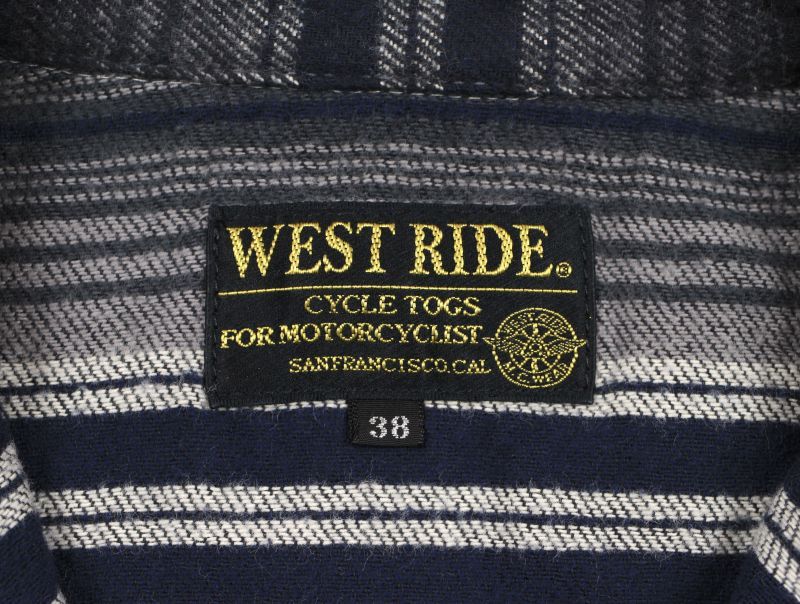 WEST RIDE.®
CYCLE TOGS
FOR MOTORCYCLIST
SANFRANCISCO.CAL
38